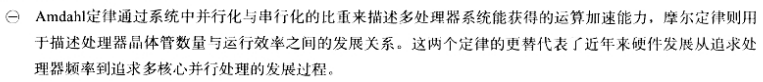 ㊀ Amdahl定律通过系统中并行化与串行化的比重来描述多处理器系统能获得的运算加速能力，摩尔定律则用
于描述处理器晶体管数量与运行效率之间的发展关系。这两个定律的更替代表了近年来硬件发展从追求处
理器频率到追求多核心并行处理的发展过程。